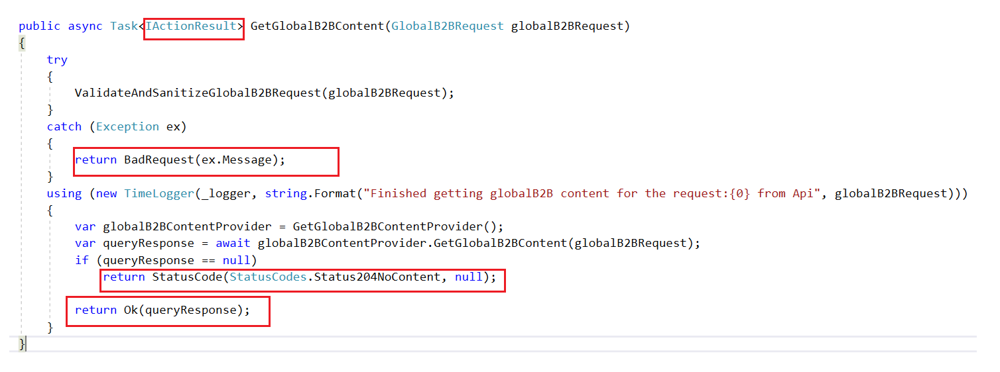 public async Task<IActionResult> GetGlobalB2BContent(GlobalB2BRequest globalB2BRequest)
{
try
{
ValidateAndSanitizeGlobalB2BRequest(globalB2BRequest);
}
catch (Exception ex)
{
return BadRequest(ex.Message);
}
using (new TimeLogger(_logger, string.Format("Finished getting globalB2B content for the request:{0} from Api", globalB2BRequest)))
{
var globalB2BContentProvider = GetGlobalB2BContentProvider();
var queryResponse = await globalB2BContentProvider.GetGlobalB2BContent(globalB2BRequest);
if (queryResponse == null)
return StatusCode(StatusCodes.Status204NoContent, null);
return Ok(queryResponse);
}
}